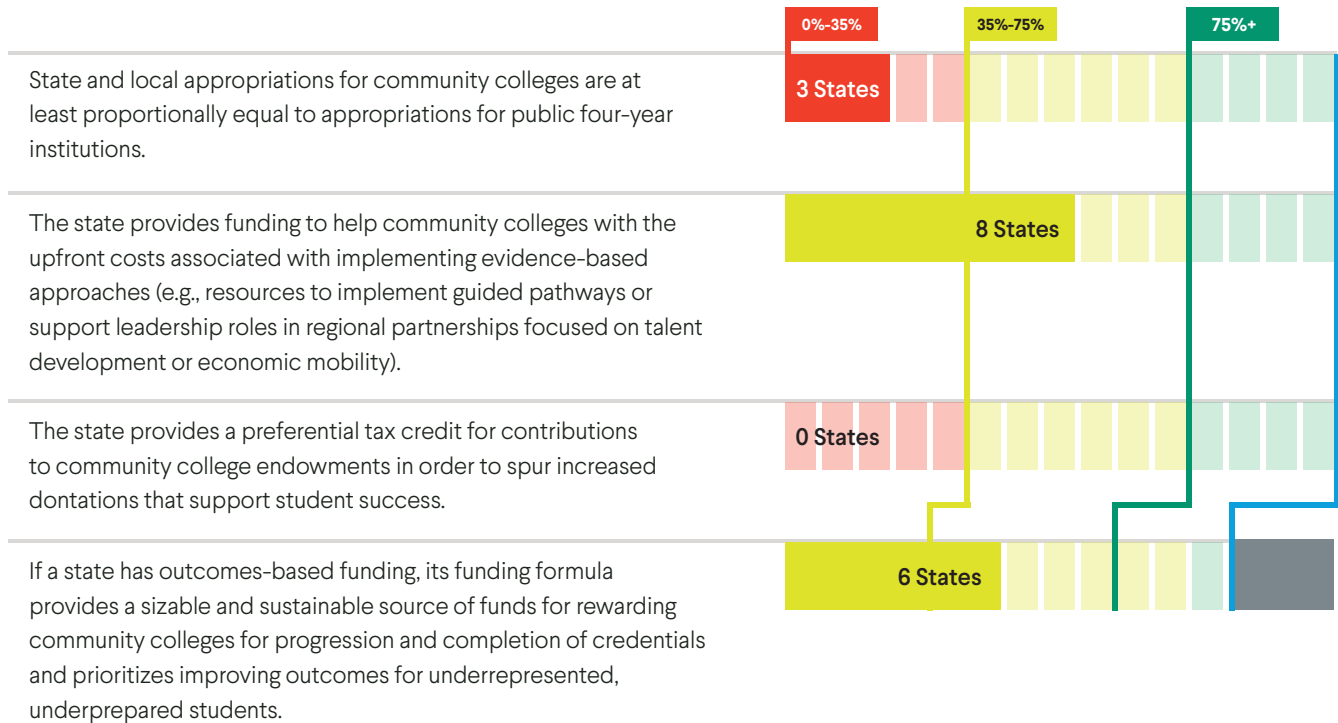 0%-35%
35%-75%
75%+
State and local appropriations for community colleges are at
least proportionally equal to appropriations for public four-year
institutions.
3 States
The state provides funding to help community colleges with the
upfront costs associated with implementing evidence-based
approaches (e.g., resources to implement guided pathways or
support leadership roles in regional partnerships focused on talent
development or economic mobility).
8 States
The state provides a preferential tax credit for contributions
to community college endowments in order to spur increased
dontations that support student success.
0 States
If a state has outcomes-based funding, its funding formula
provides a sizable and sustainable source of funds for rewarding
community colleges for progression and completion of credentials
and prioritizes improving outcomes for underrepresented,
underprepared students.
6 States